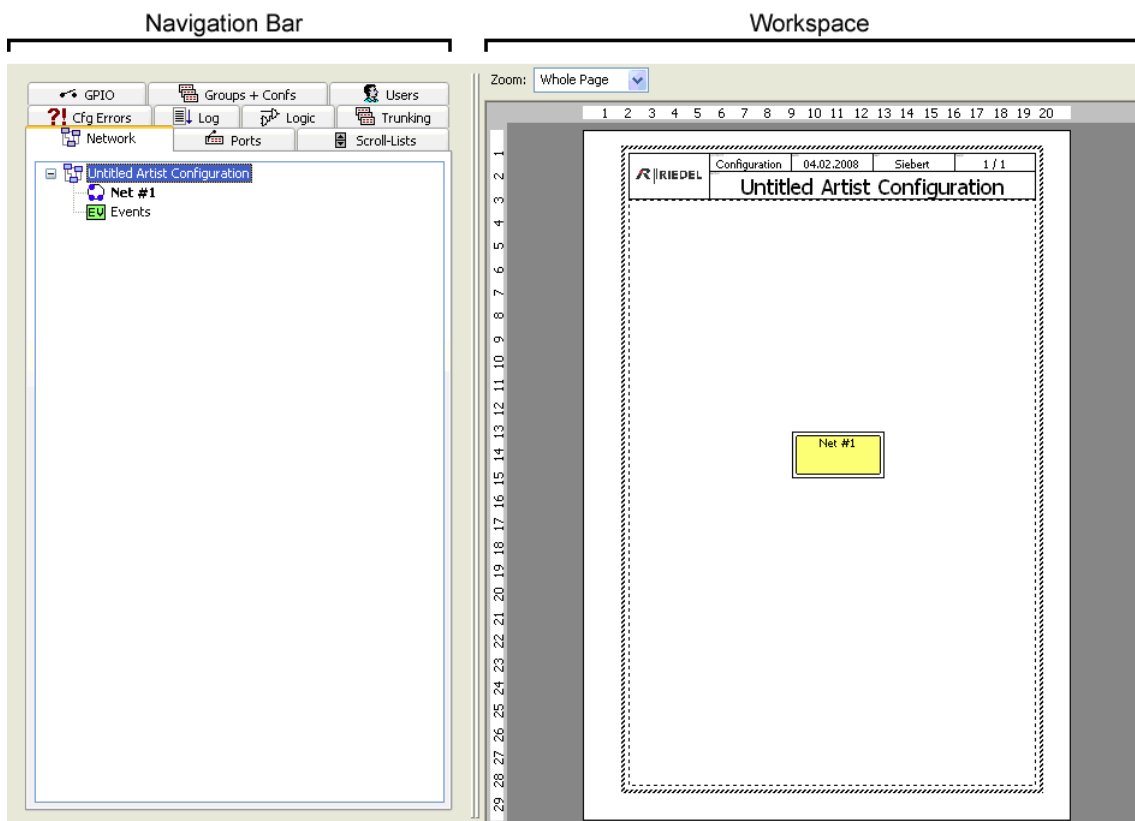 Navigation Bar
Workspace
Zoom: Whole Page
GPIO Groups + Confs Users
?! Cfg Errors Log Logic Trunking
Network Ports Scroll-Lists
Untitled Artist Configuration
Net #1
EV Events
1 2 3 4 5 6 7 8 9 10 11 12 13 14 15 16 17 18 19 20
1
2
3
4
5
6
7
8
9
10
11
12
13
14
15
16
17
18
19
20
21
22
23
24
25
26
27
28
29
RIEDEL
Configuration 04.02.2008 Siebert 1 / 1
Untitled Artist Configuration
Net #1